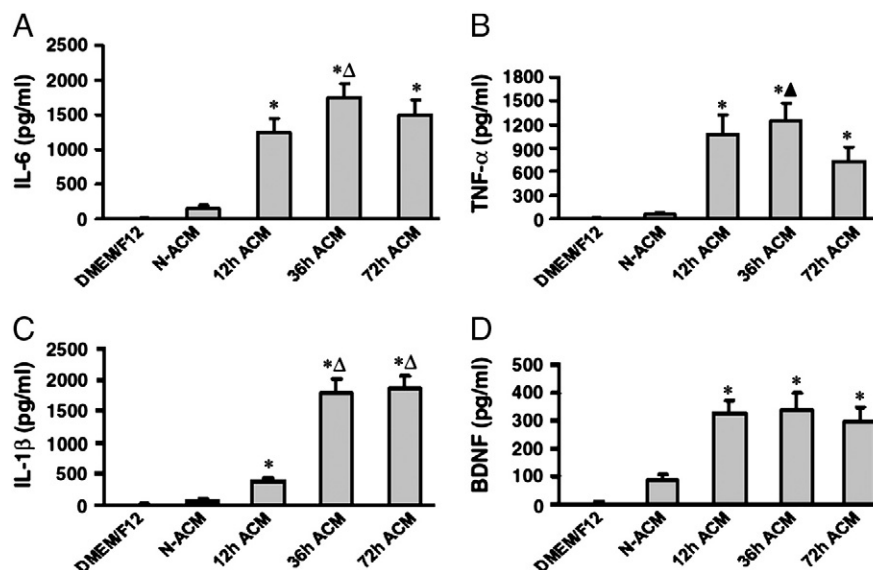 A
IL-6 (pg/ml)
2500
2000
1500
1000
500
0
*
*Δ
*
DMEM/F12
N-ACM
12h ACM
36h ACM
72h ACM
B
TNF-α (pg/ml)
1800
1500
1200
900
600
300
0
*
*▲
*
DMEM/F12
N-ACM
12h ACM
36h ACM
72h ACM
C
IL-1β (pg/ml)
2500
2000
1500
1000
500
0
*
*Δ
*Δ
DMEM/F12
N-ACM
12h ACM
36h ACM
72h ACM
D
BDNF (pg/ml)
500
400
300
200
100
0
*
*
*
DMEM/F12
N-ACM
12h ACM
36h ACM
72h ACM